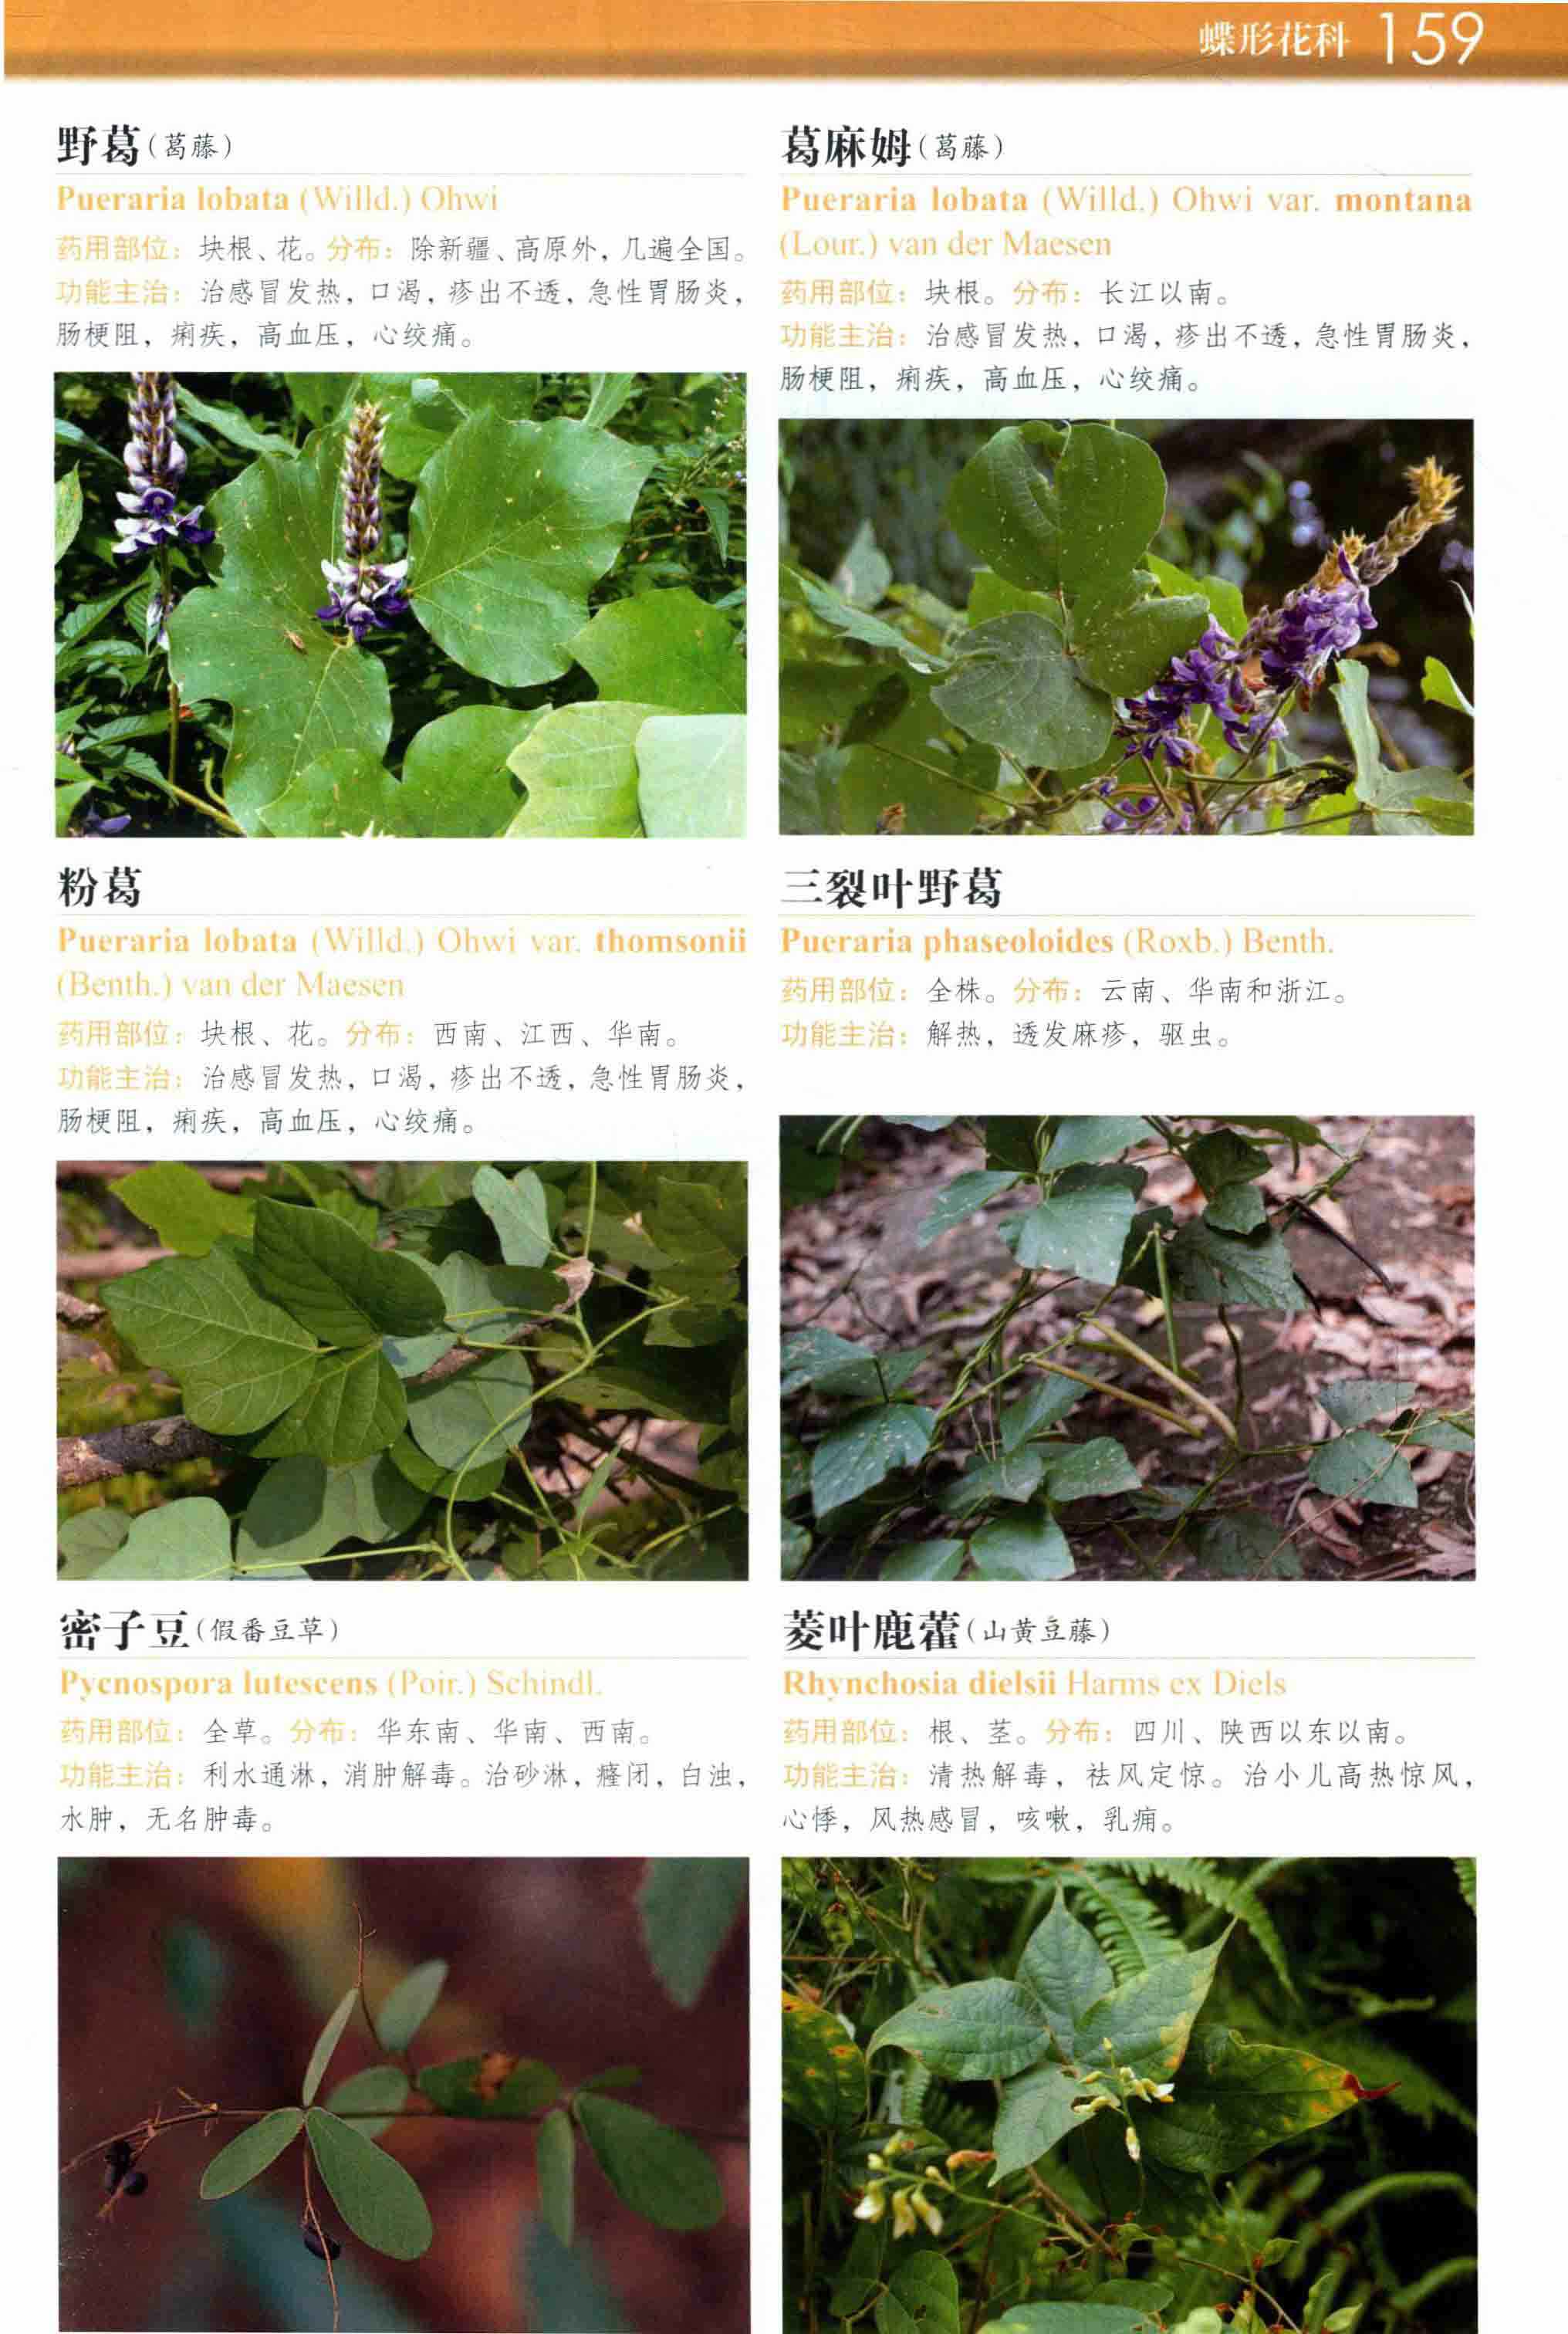 蝶形花科 159
野葛(葛藤)
Pueraria lobata (Willd.) Ohwi
药用部位：块根、花。分布：除新疆、高原外，几遍全国。
功能主治：治感冒发热，口渴，疹出不透，急性胃肠炎，
肠梗阻，痢疾，高血压，心绞痛。
葛麻姆(葛藤)
Pueraria lobata (Willd.) Ohwi var. montana
(Lour.) van der Maesen
药用部位：块根。分布：长江以南。
功能主治：治感冒发热，口渴，疹出不透，急性胃肠炎，
肠梗阻，痢疾，高血压，心绞痛。
粉葛
Pueraria lobata (Willd.) Ohwi var. thomsonii
(Benth.) van der Maesen
药用部位：块根、花。分布：西南、江西、华南。
功能主治：治感冒发热，口渴，疹出不透，急性胃肠炎，
肠梗阻，痢疾，高血压，心绞痛。
三裂叶野葛
Pueraria phaseoloides (Roxb.) Benth.
药用部位：全株。分布：云南、华南和浙江。
功能主治：解热，透发麻疹，驱虫。
密子豆(假番豆草)
Pycnospora lutescens (Poir.) Schindl.
药用部位：全草。分布：华东南、华南、西南。
功能主治：利水通淋，消肿解毒。治砂淋，癃闭，白浊，
水肿，无名肿毒。
菱叶鹿藿(山黄豆藤)
Rhynchosia dielsii Harms ex Diels
药用部位：根、茎。分布：四川、陕西以东以南。
功能主治：清热解毒，祛风定惊。治小儿高热惊风，
心悸，风热感冒，咳嗽，乳痈。